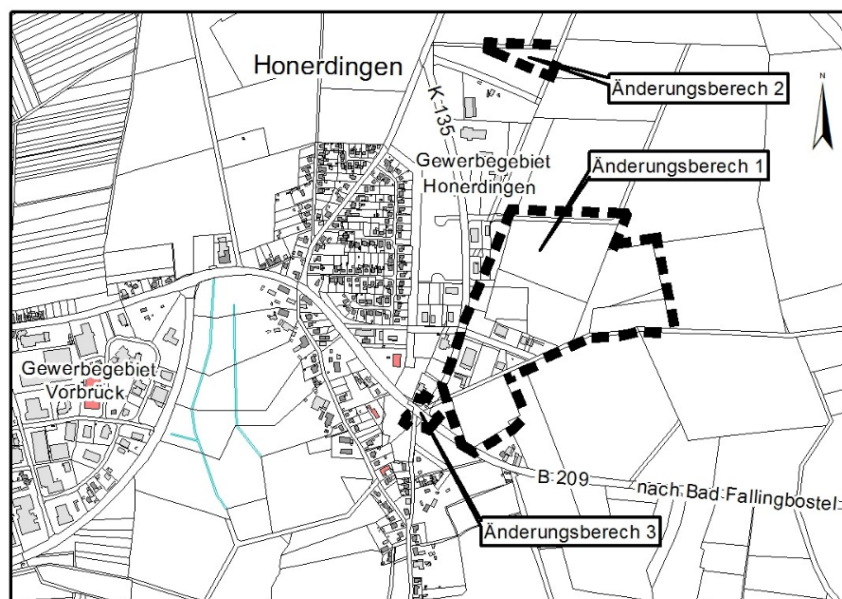 Honerdingen
Änderungsberech 2
N
K 135
Gewerbegebiet
Honerdingen
Änderungsberech 1
Gewerbegebiet
Vorbrück
B 209
nach Bad Fallingbostel
Änderungsberech 3